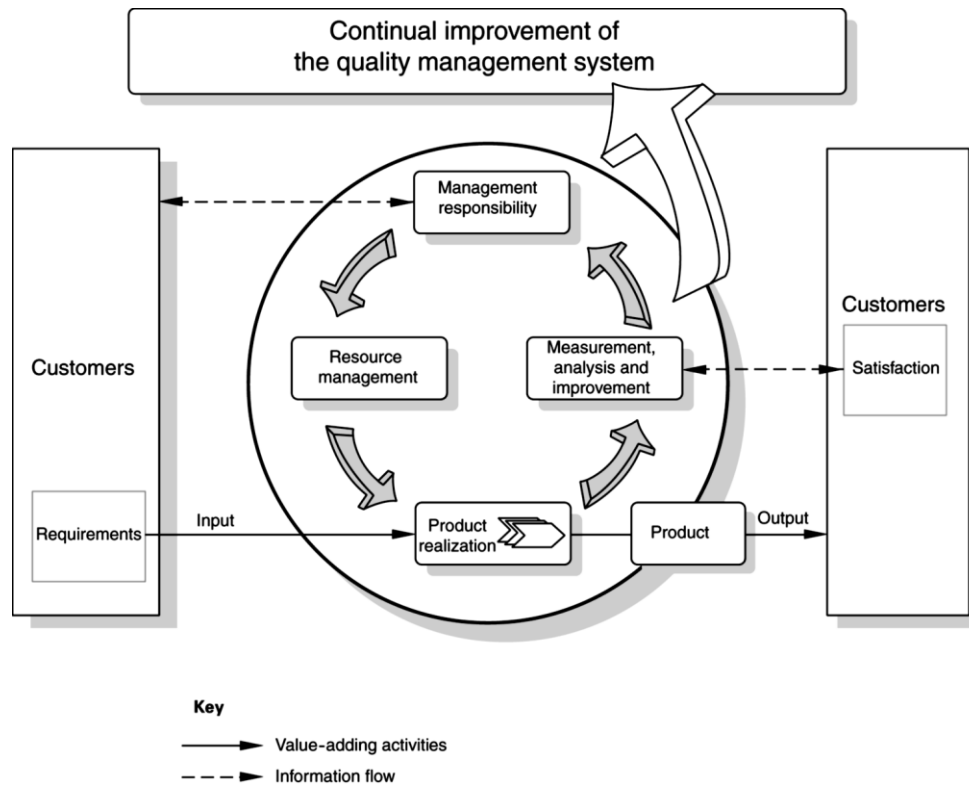 Continual improvement of
the quality management system
Management
responsibility
Customers
Resource
management
Measurement,
analysis and
improvement
Customers
Satisfaction
Requirements
Input
Product
realization
Product
Output
Key
Value-adding activities
Information flow